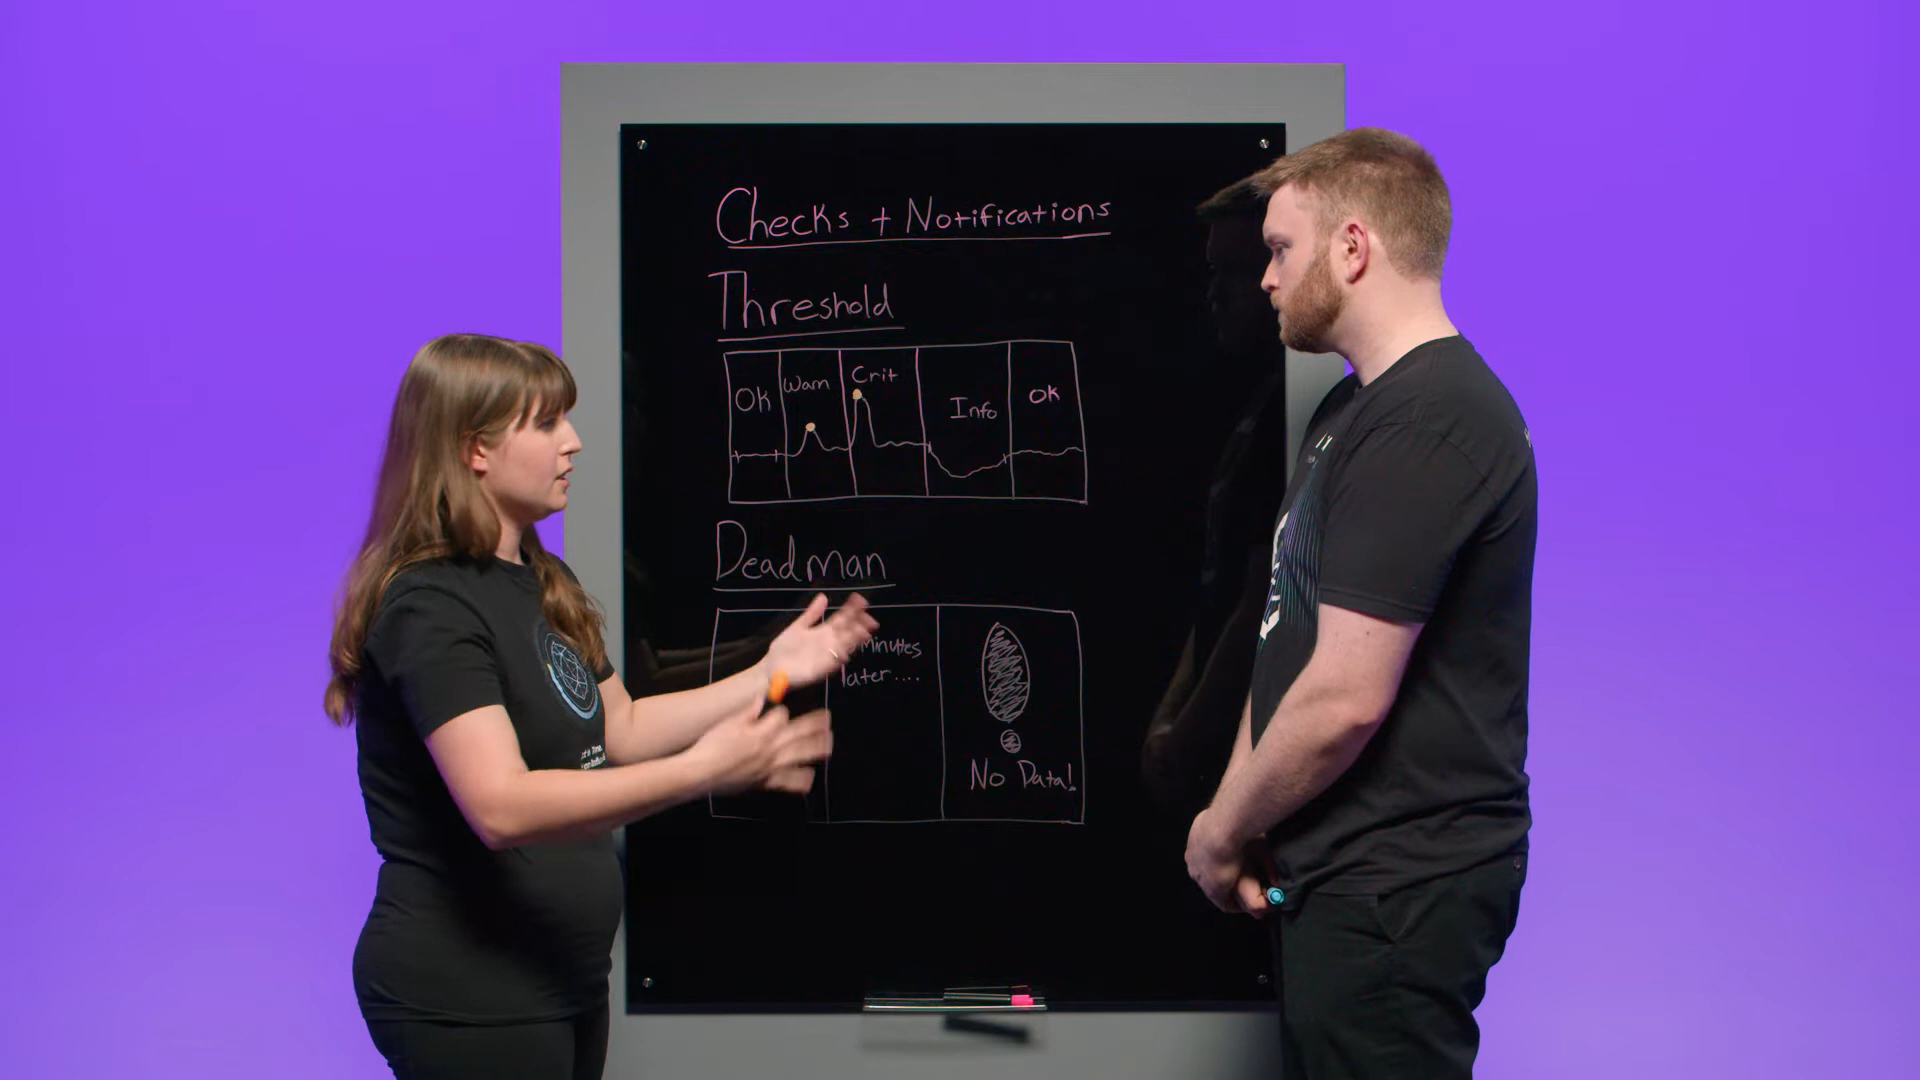 Checks + Notifications
Threshold
OK Warn Crit Info OK
Deadman
minutes
later....
No Data!